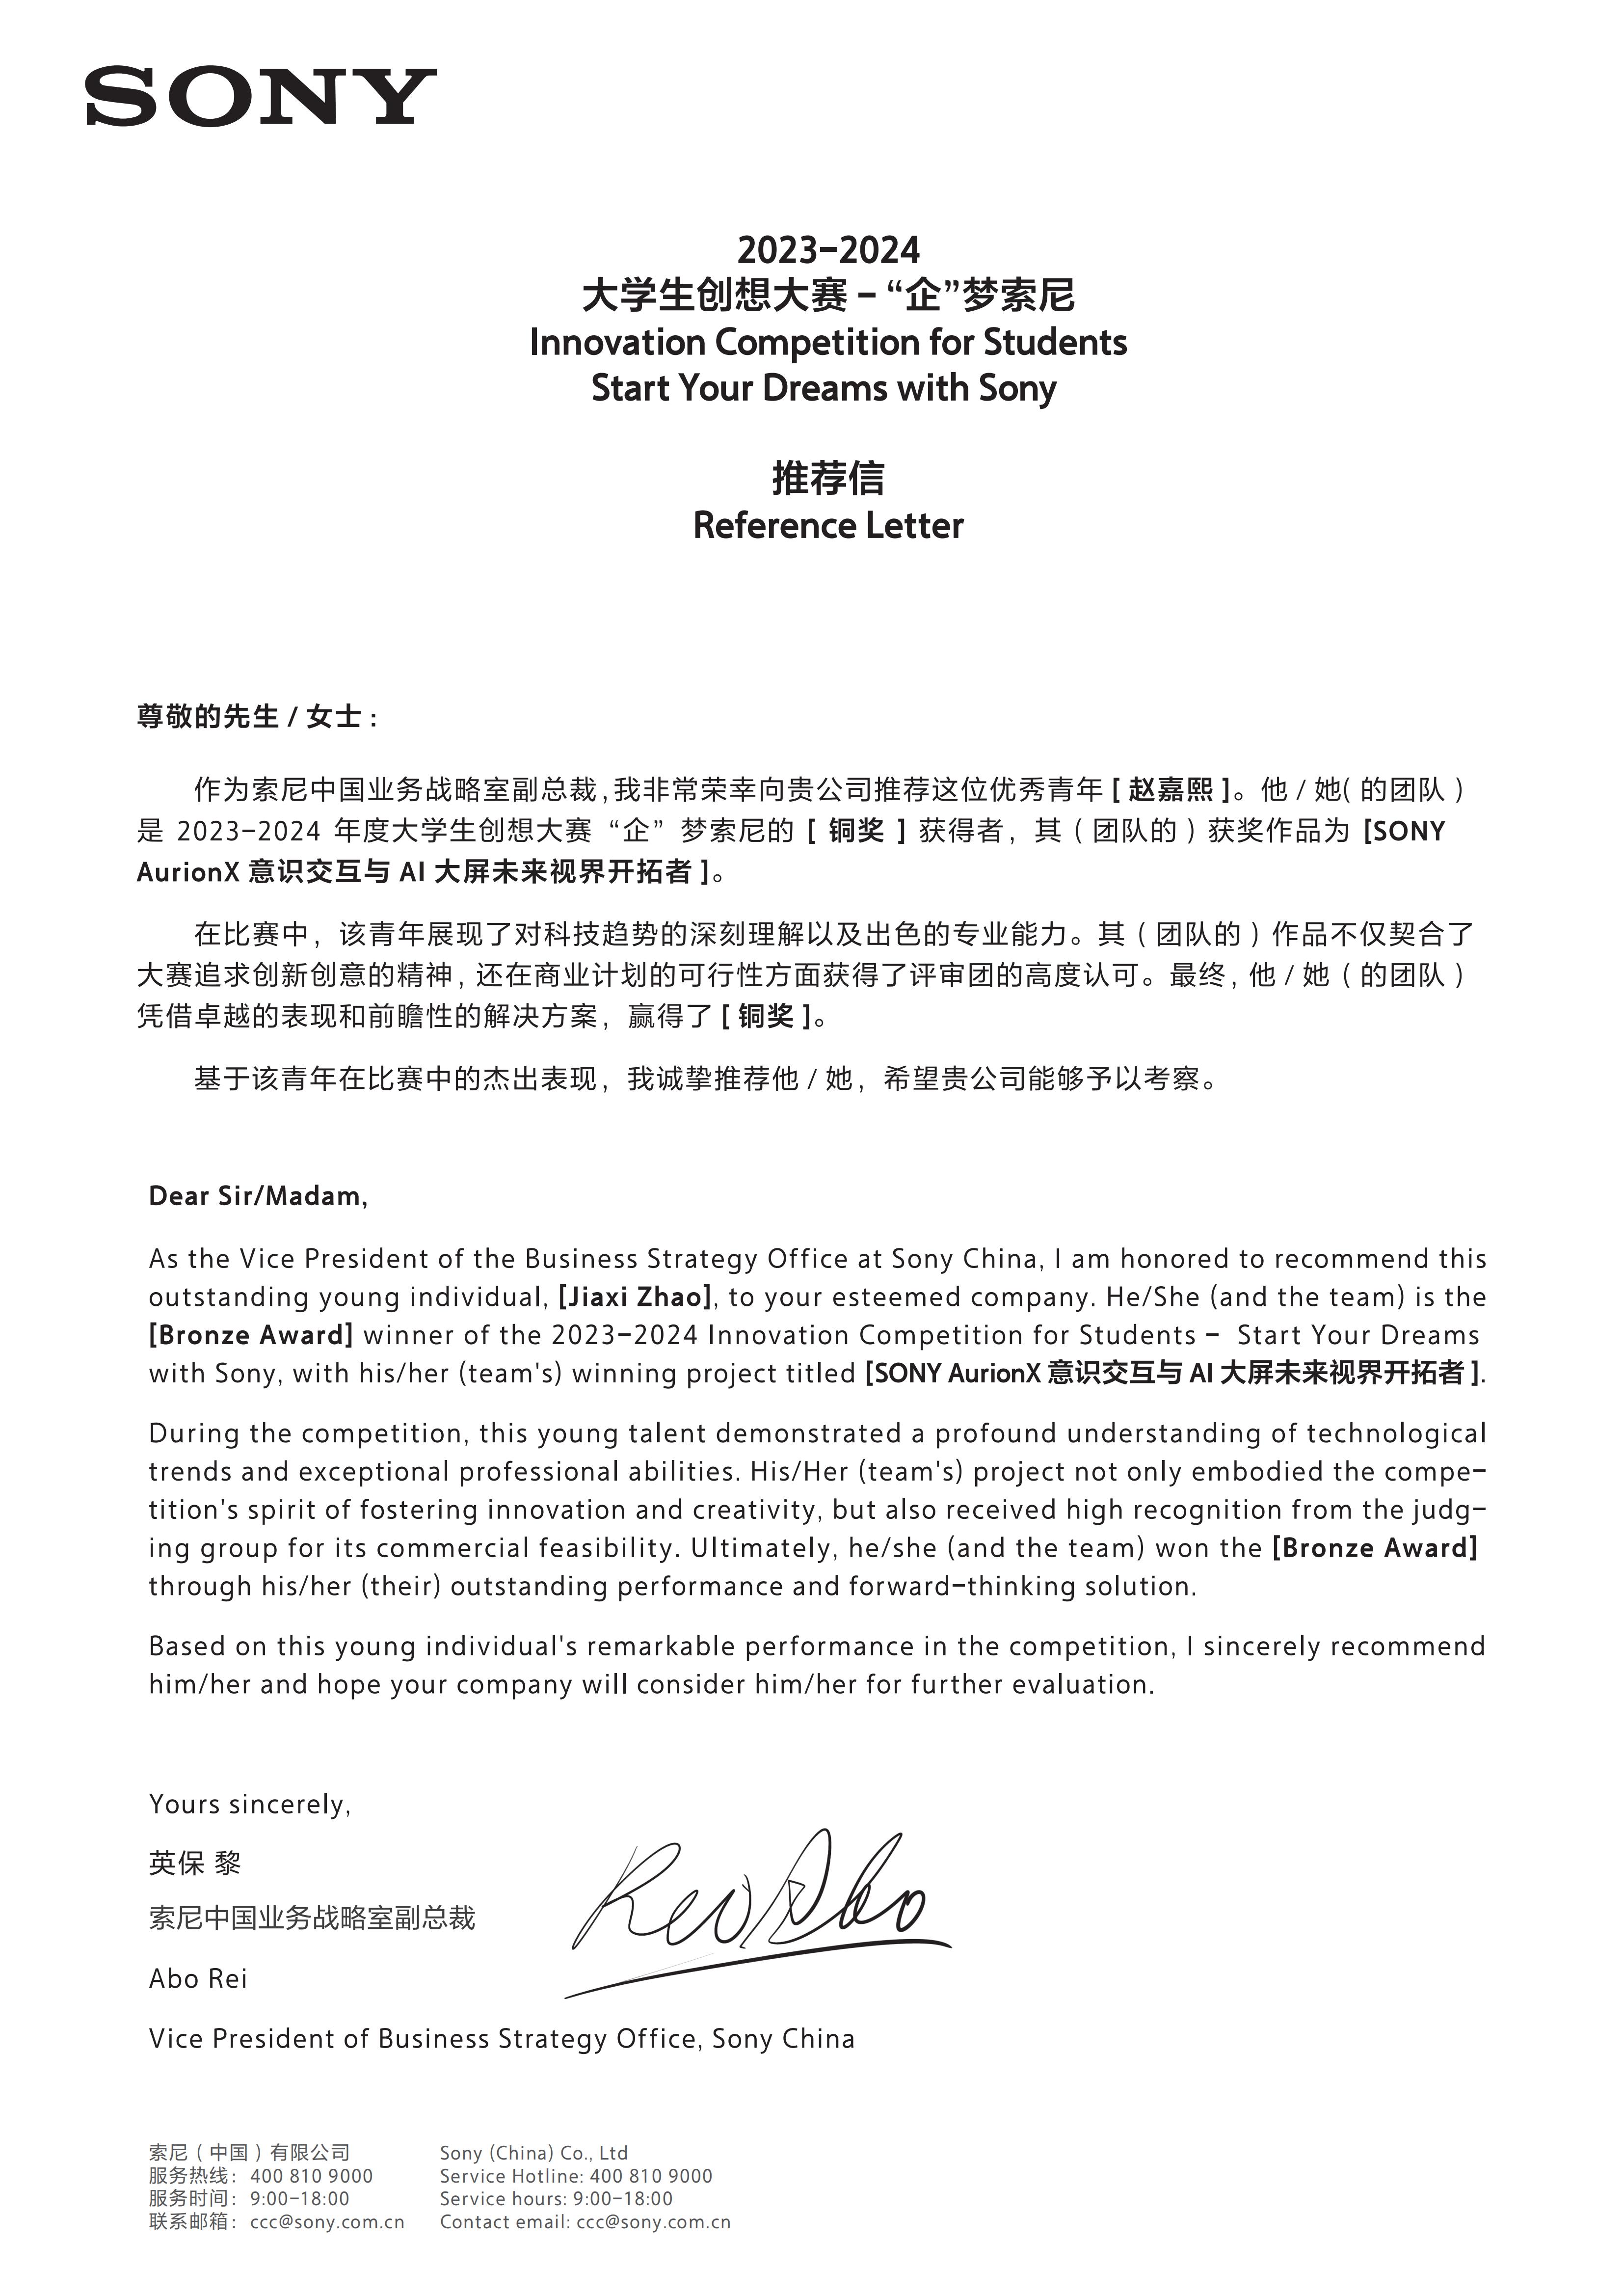 SONY
2023-2024
大学生创想大赛 - “企”梦索尼
Innovation Competition for Students
Start Your Dreams with Sony
推荐信
Reference Letter
尊敬的先生 / 女士 :
作为索尼中国业务战略室副总裁, 我非常荣幸向贵公司推荐这位优秀青年 [ 赵嘉熙 ]。他 / 她( 的团队 )
是 2023-2024 年度大学生创想大赛 “企” 梦索尼的 [ 铜奖 ] 获得者, 其 ( 团队的 ) 获奖作品为 [SONY
AurionX 意识交互与 AI 大屏未来视界开拓者 ]。
在比赛中, 该青年展现了对科技趋势的深刻理解以及出色的专业能力。其 ( 团队的 ) 作品不仅契合了
大赛追求创新创意的精神, 还在商业计划的可行性方面获得了评审团的高度认可。最终, 他 / 她 ( 的团队 )
凭借卓越的表现和前瞻性的解决方案, 赢得了 [ 铜奖 ]。
基于该青年在比赛中的杰出表现, 我诚挚推荐他 / 她, 希望贵公司能够予以考察。
Dear Sir/Madam,
As the Vice President of the Business Strategy Office at Sony China, I am honored to recommend this
outstanding young individual, [Jiaxi Zhao], to your esteemed company. He/She (and the team) is the
[Bronze Award] winner of the 2023-2024 Innovation Competition for Students - Start Your Dreams
with Sony, with his/her (team's) winning project titled [SONY AurionX 意识交互与 AI 大屏未来视界开拓者 ].
During the competition, this young talent demonstrated a profound understanding of technological
trends and exceptional professional abilities. His/Her (team's) project not only embodied the compe-
tition's spirit of fostering innovation and creativity, but also received high recognition from the judg-
ing group for its commercial feasibility. Ultimately, he/she (and the team) won the [Bronze Award]
through his/her (their) outstanding performance and forward-thinking solution.
Based on this young individual's remarkable performance in the competition, I sincerely recommend
him/her and hope your company will consider him/her for further evaluation.
Yours sincerely,
英保 黎
索尼中国业务战略室副总裁
Rei Abo
Abo Rei
Vice President of Business Strategy Office, Sony China
索尼 ( 中国 ) 有限公司 Sony (China) Co., Ltd
服务热线: 400 810 9000 Service Hotline: 400 810 9000
服务时间: 9:00-18:00 Service hours: 9:00-18:00
联系邮箱: ccc@sony.com.cn Contact email: ccc@sony.com.cn